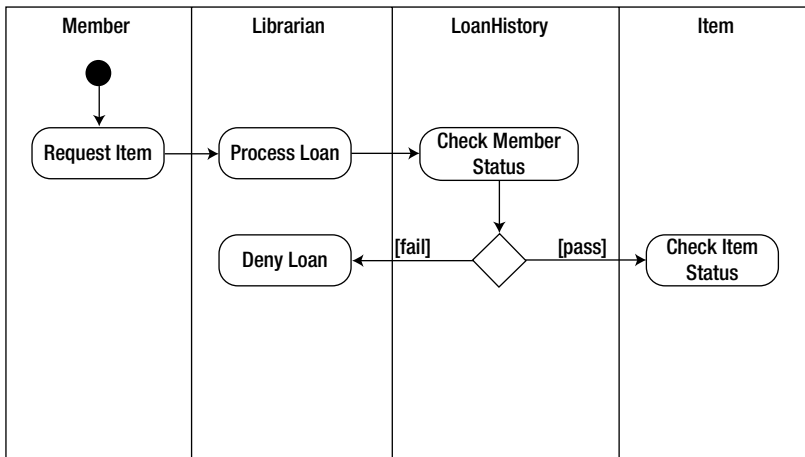 Member
Librarian
LoanHistory
Item
Request Item
Process Loan
Check Member
Status
Deny Loan
[fail]
[pass]
Check Item
Status